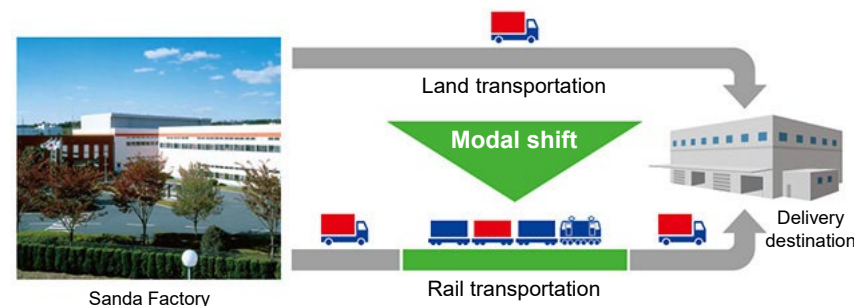 Land transportation
Modal shift
Delivery
destination
Rail transportation
Sanda Factory